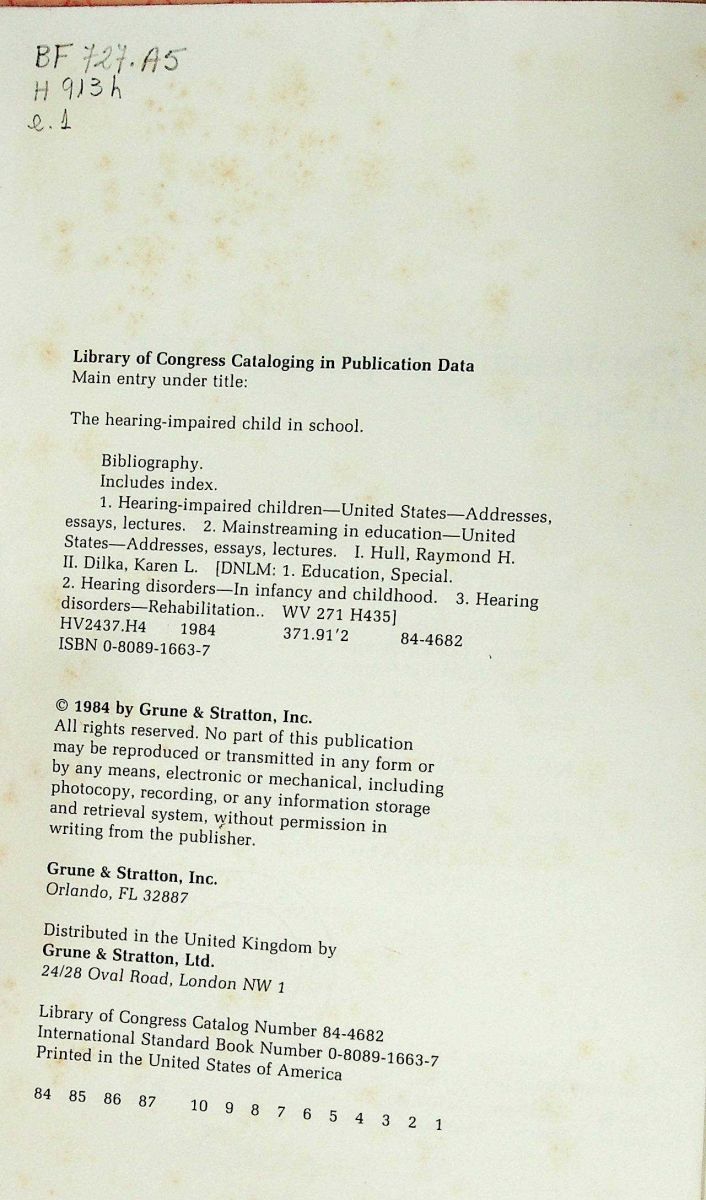 BF 727.A5
H 913h
e.1
Library of Congress Cataloging in Publication Data
Main entry under title:
The hearing-impaired child in school.
Bibliography.
Includes index.
1. Hearing-impaired children—United States—Addresses,
essays, lectures. 2. Mainstreaming in education—United
States—Addresses, essays, lectures. I. Hull, Raymond H.
II. Dilka, Karen L. [DNLM: 1. Education, Special.
2. Hearing disorders—In infancy and childhood. 3. Hearing
disorders—Rehabilitation.. WV 271 H435]
HV2437.H4 1984 371.91'2 84-4682
ISBN 0-8089-1663-7
© 1984 by Grune & Stratton, Inc.
All rights reserved. No part of this publication
may be reproduced or transmitted in any form or
by any means, electronic or mechanical, including
photocopy, recording, or any information storage
and retrieval system, without permission in
writing from the publisher.
Grune & Stratton, Inc.
Orlando, FL 32887
Distributed in the United Kingdom by
Grune & Stratton, Ltd.
24/28 Oval Road, London NW 1
Library of Congress Catalog Number 84-4682
International Standard Book Number 0-8089-1663-7
Printed in the United States of America
84 85 86 87 10 9 8 7 6 5 4 3 2 1